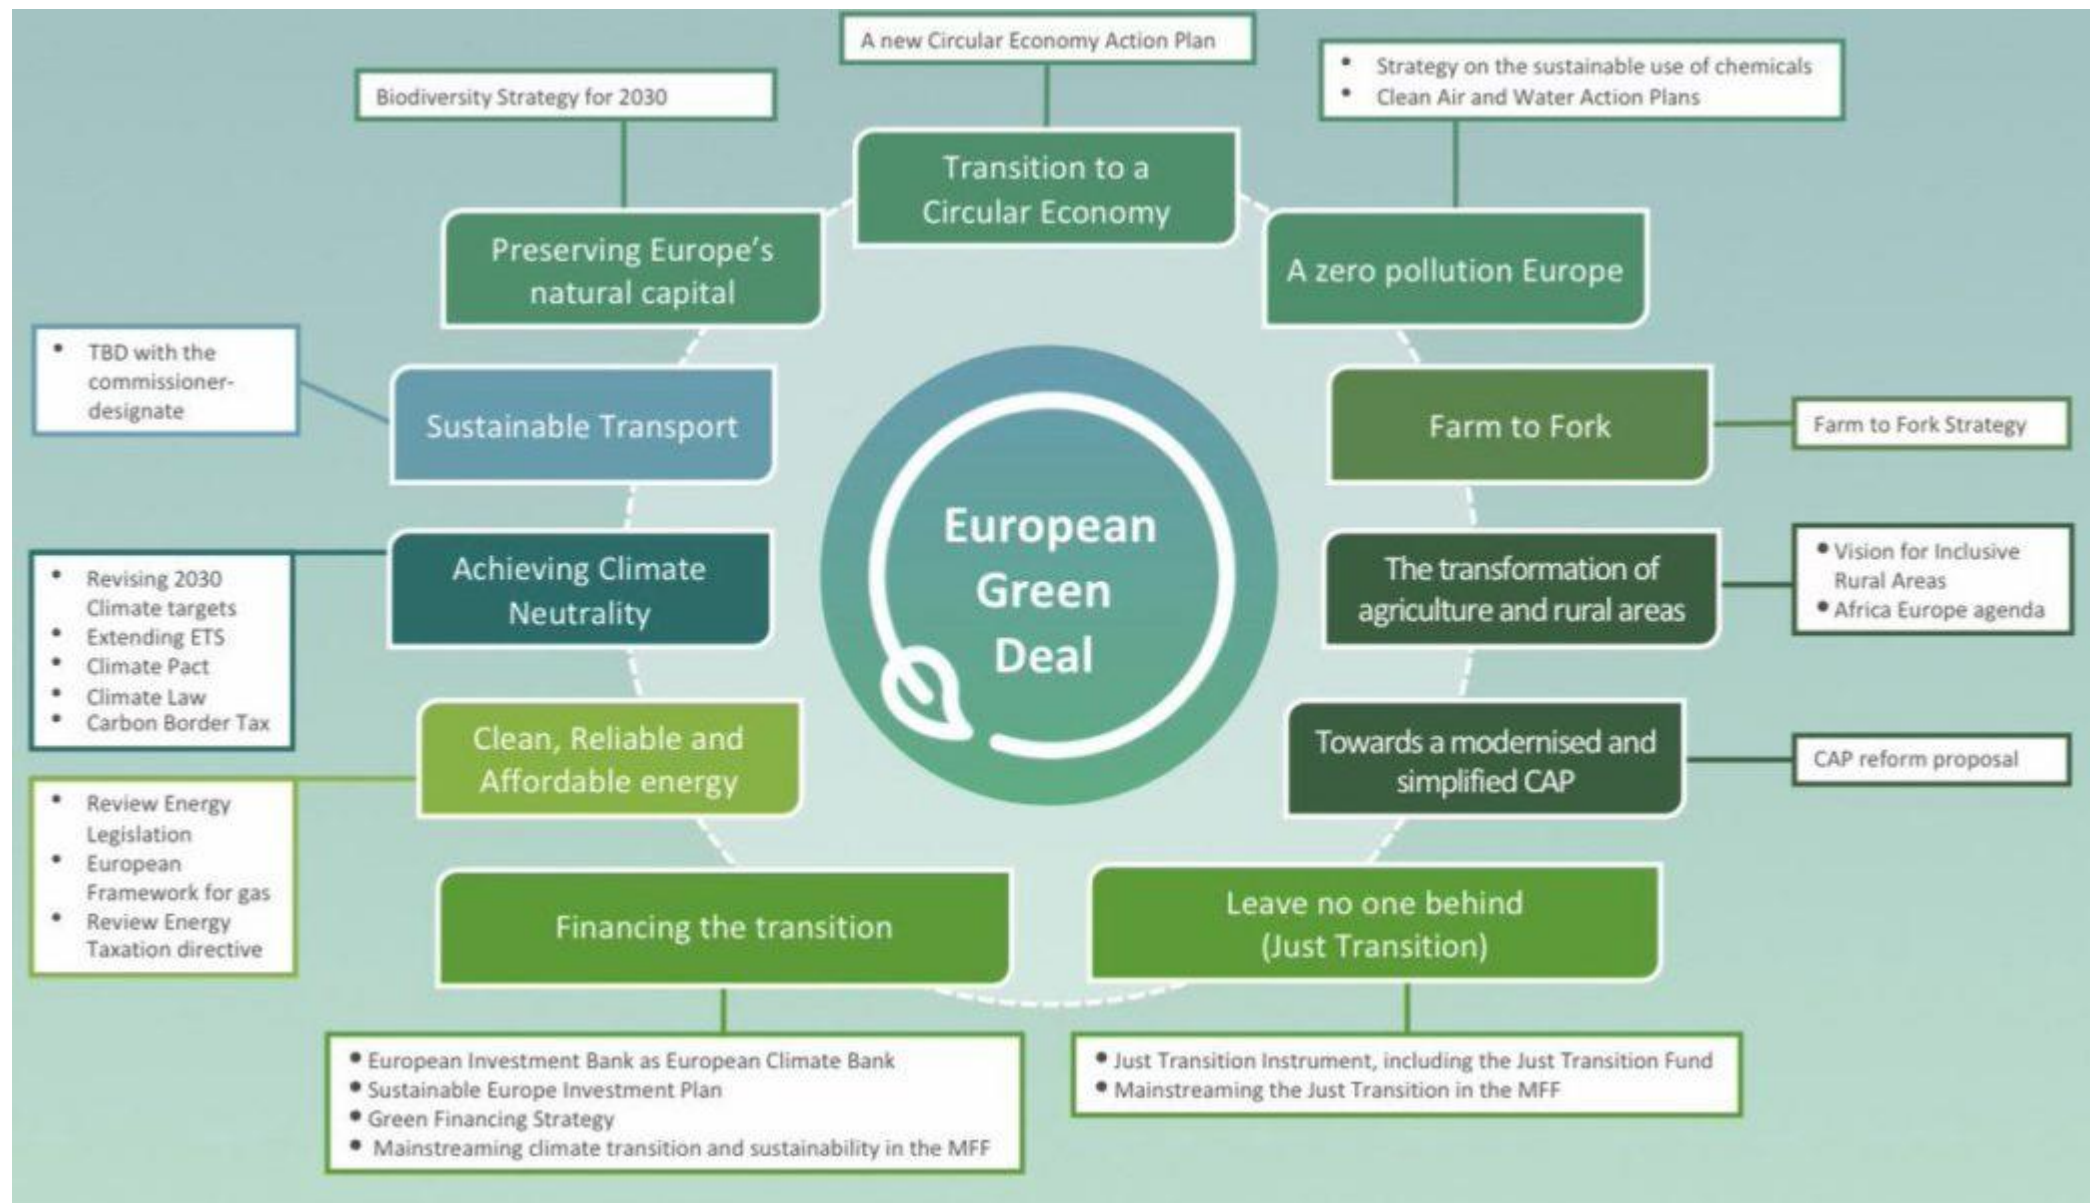 A new Circular Economy Action Plan
• Strategy on the sustainable use of chemicals
• Clean Air and Water Action Plans
Biodiversity Strategy for 2030
Transition to a
Circular Economy
Preserving Europe's
natural capital
A zero pollution Europe
• TBD with the
commissioner-
designate
Sustainable Transport
Farm to Fork
Farm to Fork Strategy
European
Green
Deal
Achieving Climate
Neutrality
• Revising 2030
Climate targets
• Extending ETS
• Climate Pact
• Climate Law
• Carbon Border Tax
The transformation of
agriculture and rural areas
• Vision for Inclusive
Rural Areas
• Africa Europe agenda
Clean, Reliable and
Affordable energy
• Review Energy
Legislation
• European
Framework for gas
• Review Energy
Taxation directive
Towards a modernised and
simplified CAP
CAP reform proposal
Financing the transition
Leave no one behind
(Just Transition)
• European Investment Bank as European Climate Bank
• Sustainable Europe Investment Plan
• Green Financing Strategy
• Mainstreaming climate transition and sustainability in the MFF
• Just Transition Instrument, including the Just Transition Fund
• Mainstreaming the Just Transition in the MFF